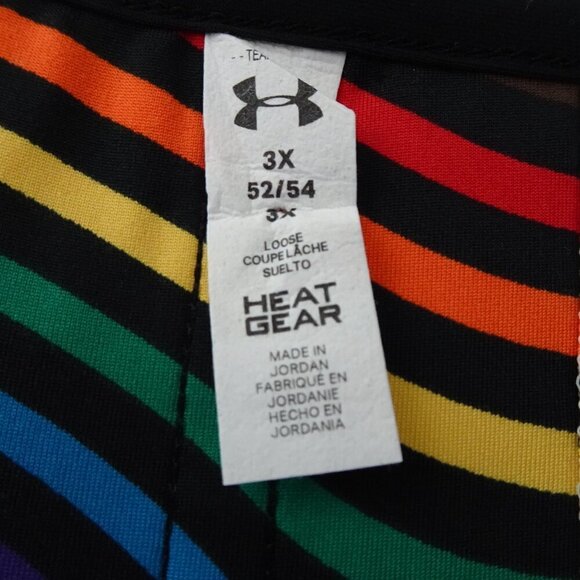 3X
52/54
3X
LOOSE
COUPE LÂCHE
SUELTO
HEAT
GEAR
MADE IN
JORDAN
FABRIQUÉ EN
JORDANIE
HECHO EN
JORDANIA